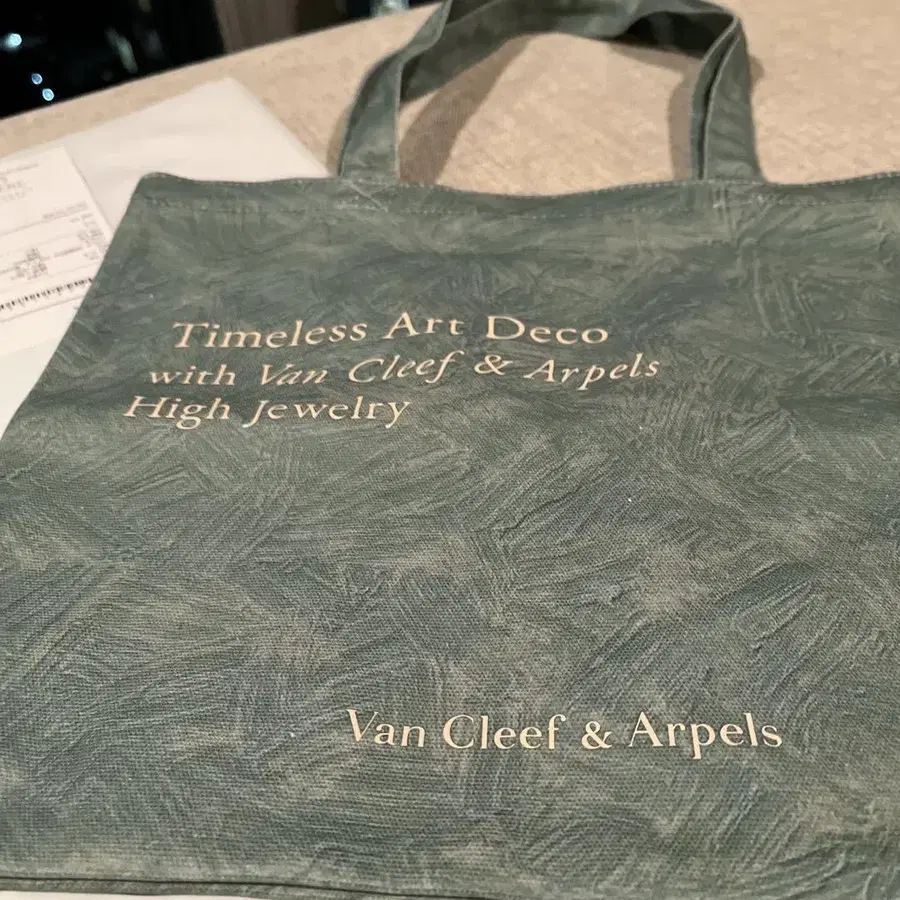 Timeless Art Deco
with Van Cleef & Arpels
High Jewelry
Van Cleef & Arpels